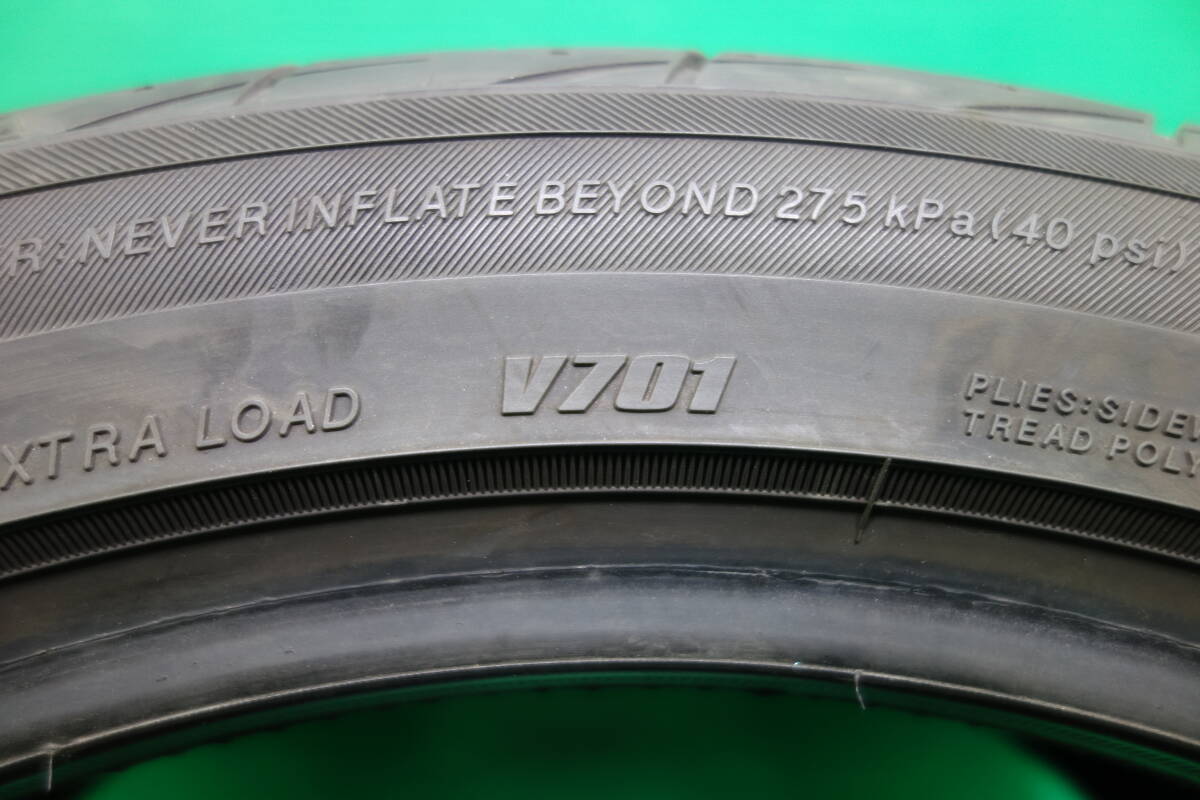 R : NEVER INFLATE BEYOND 275 kPa (40 psi)
XTRA LOAD
V701
PLIES : SIDEW
TREAD POLY